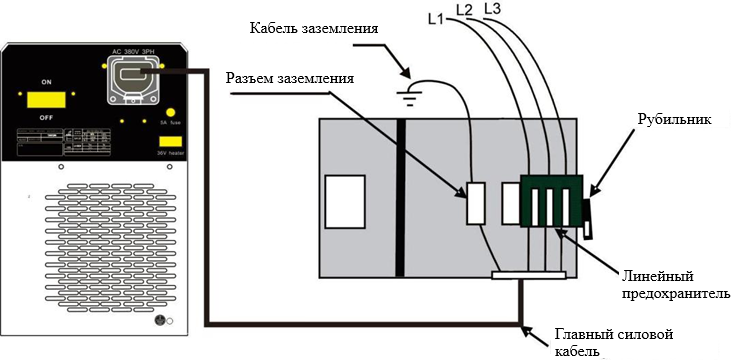 L1
L2
L3
Кабель заземления
AC 380V 3PH
Разъем заземления
ON
OFF
5A fuse
36V heater
Рубильник
Линейный
предохранитель
Главный силовой
кабель